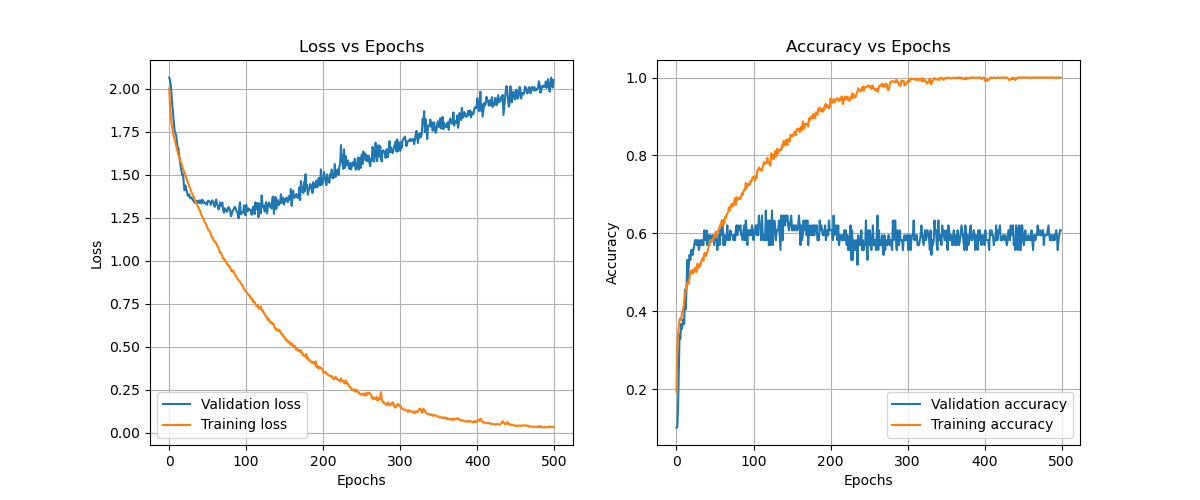 Loss vs Epochs
Loss
2.00
1.75
1.50
1.25
1.00
0.75
0.50
0.25
0.00
Validation loss
Training loss
0 100 200 300 400 500
Epochs
Accuracy vs Epochs
Accuracy
1.0
0.8
0.6
0.4
0.2
Validation accuracy
Training accuracy
0 100 200 300 400 500
Epochs